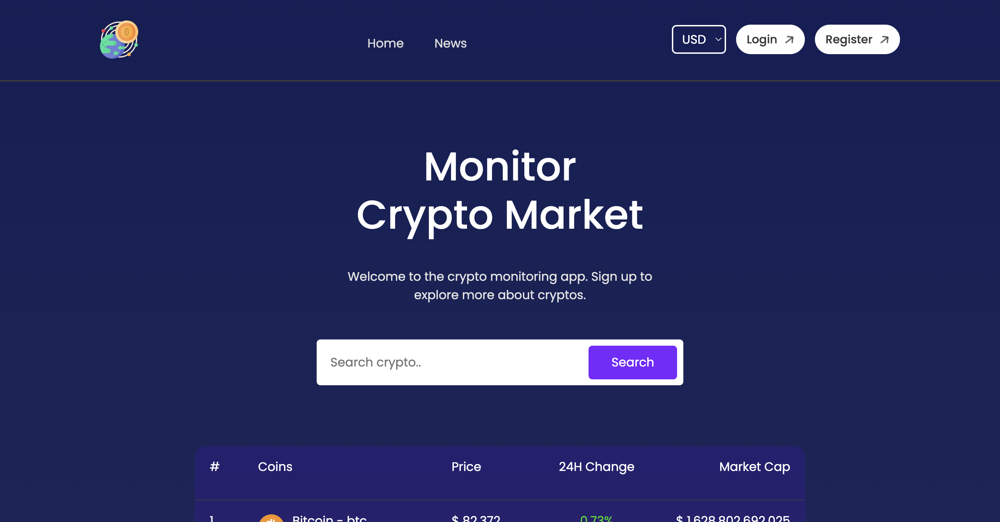 Home
News
USD
Login
Register
Monitor
Crypto Market
Welcome to the crypto monitoring app. Sign up to
explore more about cryptos.
Search crypto..
Search
# Coins Price 24H Change Market Cap
1 Bitcoin - btc $ 82,372 0.73% $ 1,628,802,692,025